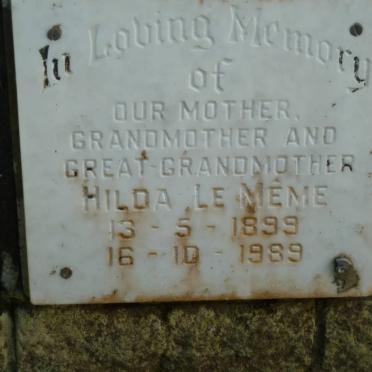 In Loving Memory
of
OUR MOTHER,
GRANDMOTHER AND
GREAT-GRANDMOTHER
HILDA LE MÊME
13 - 5 - 1899
16 - 10 - 1989